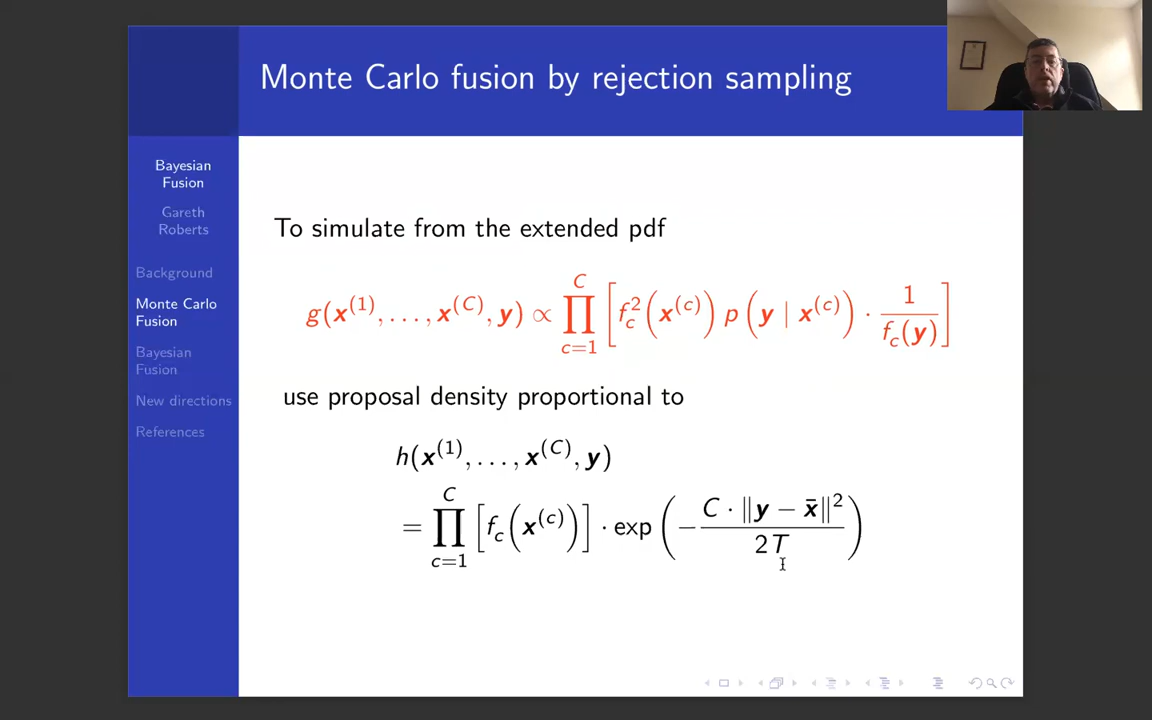 Monte Carlo fusion by rejection sampling
Bayesian
Fusion
Gareth
Roberts
Background
Monte Carlo
Fusion
Bayesian
Fusion
New directions
References
To simulate from the extended pdf
g(x^(1), . . . , x^(C), y) ∝ ∏_{c=1}^{C} [ f_c^2(x^(c)) p(y | x^(c)) · 1/f_c(y) ]
use proposal density proportional to
h(x^(1), . . . , x^(C), y)
= ∏_{c=1}^{C} [ f_c(x^(c)) ] · exp( − C · ‖y − x̄‖^2 / 2T )